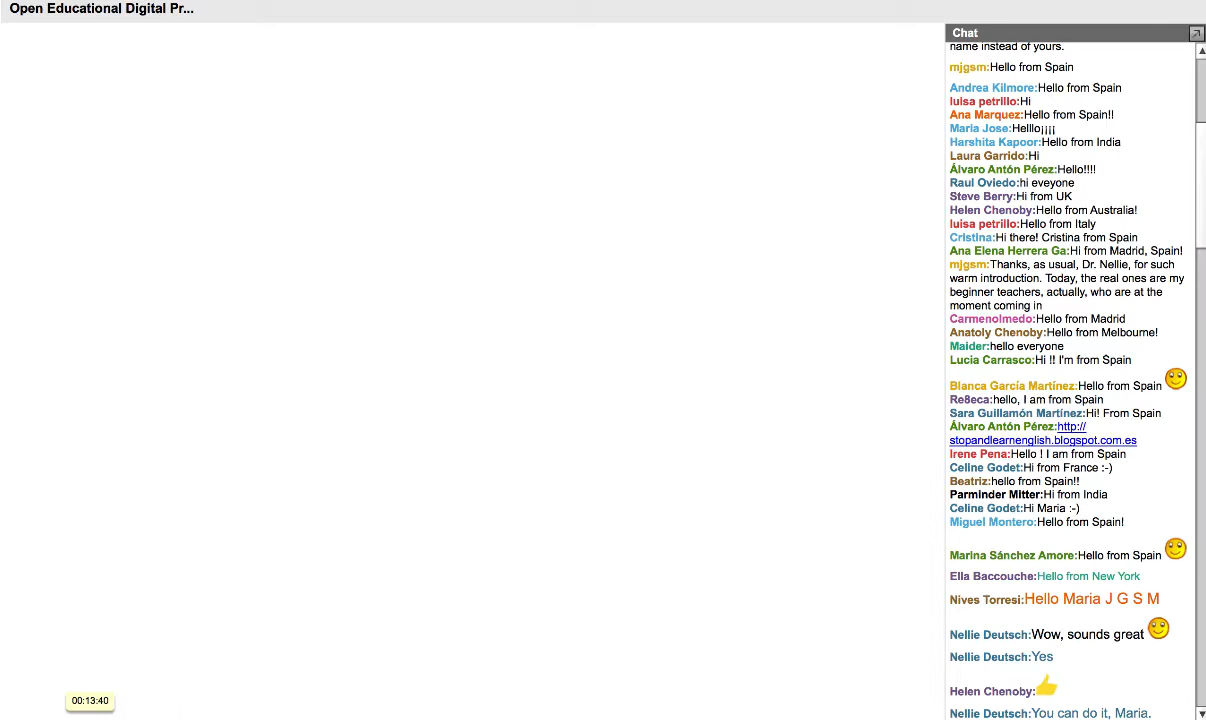 Open Educational Digital Pr...
Chat
name instead of yours.
mjgsm:Hello from Spain
Andrea Kilmore:Hello from Spain
luisa petrillo:Hi
Ana Marquez:Hello from Spain!!
Maria Jose:Helllo¡¡¡¡
Harshita Kapoor:Hello from India
Laura Garrido:Hi
Álvaro Antón Pérez:Hello!!!!
Raul Oviedo:hi eveyone
Steve Berry:Hi from UK
Helen Chenoby:Hello from Australia!
luisa petrillo:Hello from Italy
Cristina:Hi there! Cristina from Spain
Ana Elena Herrera Ga:Hi from Madrid, Spain!
mjgsm:Thanks, as usual, Dr. Nellie, for such
warm introduction. Today, the real ones are my
beginner teachers, actually, who are at the
moment coming in
Carmenolmedo:Hello from Madrid
Anatoly Chenoby:Hello from Melbourne!
Maider:hello everyone
Lucia Carrasco:Hi !! I'm from Spain
Blanca García Martínez:Hello from Spain
Re8eca:hello, I am from Spain
Sara Guillamón Martínez:Hi! From Spain
Álvaro Antón Pérez:http://
stopandlearnenglish.blogspot.com.es
Irene Pena:Hello ! I am from Spain
Celine Godet:Hi from France :-)
Beatriz:hello from Spain!!
Parminder Mitter:Hi from India
Celine Godet:Hi Maria :-)
Miguel Montero:Hello from Spain!
Marina Sánchez Amore:Hello from Spain
Ella Baccouche:Hello from New York
Nives Torresi:Hello Maria J G S M
Nellie Deutsch:Wow, sounds great
Nellie Deutsch:Yes
Helen Chenoby:
Nellie Deutsch:You can do it, Maria.
00:13:40